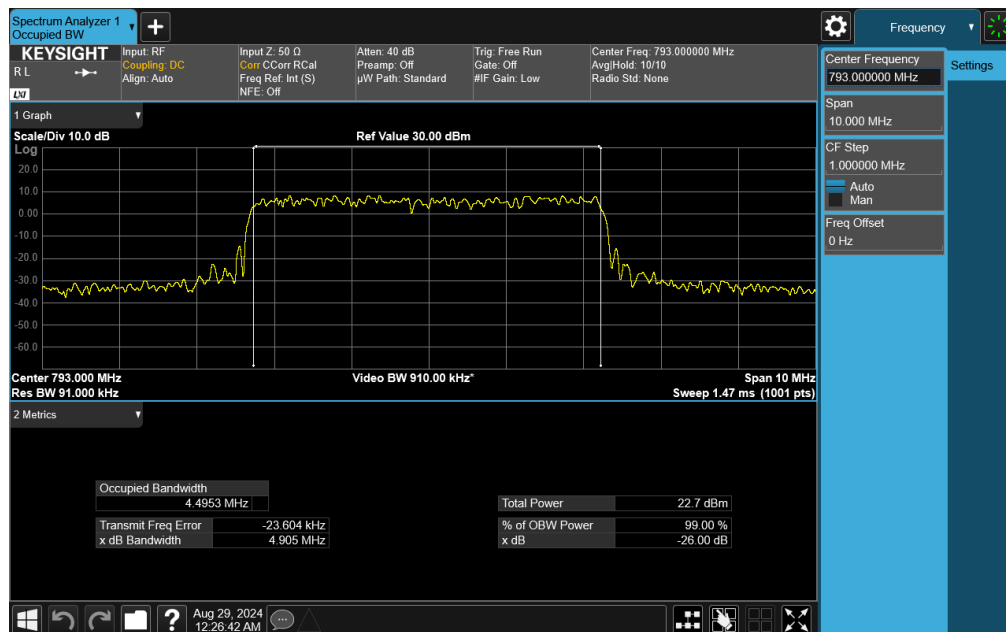 Spectrum Analyzer 1
Occupied BW
Frequency
KEYSIGHT
R L
LXI
Input: RF
Coupling: DC
Align: Auto
Input Z: 50 Ω
Corr CCorr RCal
Freq Ref: Int (S)
NFE: Off
Atten: 40 dB
Preamp: Off
µW Path: Standard
Trig: Free Run
Gate: Off
#IF Gain: Low
Center Freq: 793.000000 MHz
Avg|Hold: 10/10
Radio Std: None
Center Frequency
793.000000 MHz
Settings
Span
10.000 MHz
CF Step
1.000000 MHz
Auto
Man
Freq Offset
0 Hz
1 Graph
Scale/Div 10.0 dB
Ref Value 30.00 dBm
Log
20.0
10.0
0.00
-10.0
-20.0
-30.0
-40.0
-50.0
-60.0
Center 793.000 MHz
Video BW 910.00 kHz*
Span 10 MHz
Res BW 91.000 kHz
Sweep 1.47 ms (1001 pts)
2 Metrics
Occupied Bandwidth
4.4953 MHz
Total Power 22.7 dBm
Transmit Freq Error -23.604 kHz
% of OBW Power 99.00 %
x dB Bandwidth 4.905 MHz
x dB -26.00 dB
?
Aug 29, 2024
12:26:42 AM